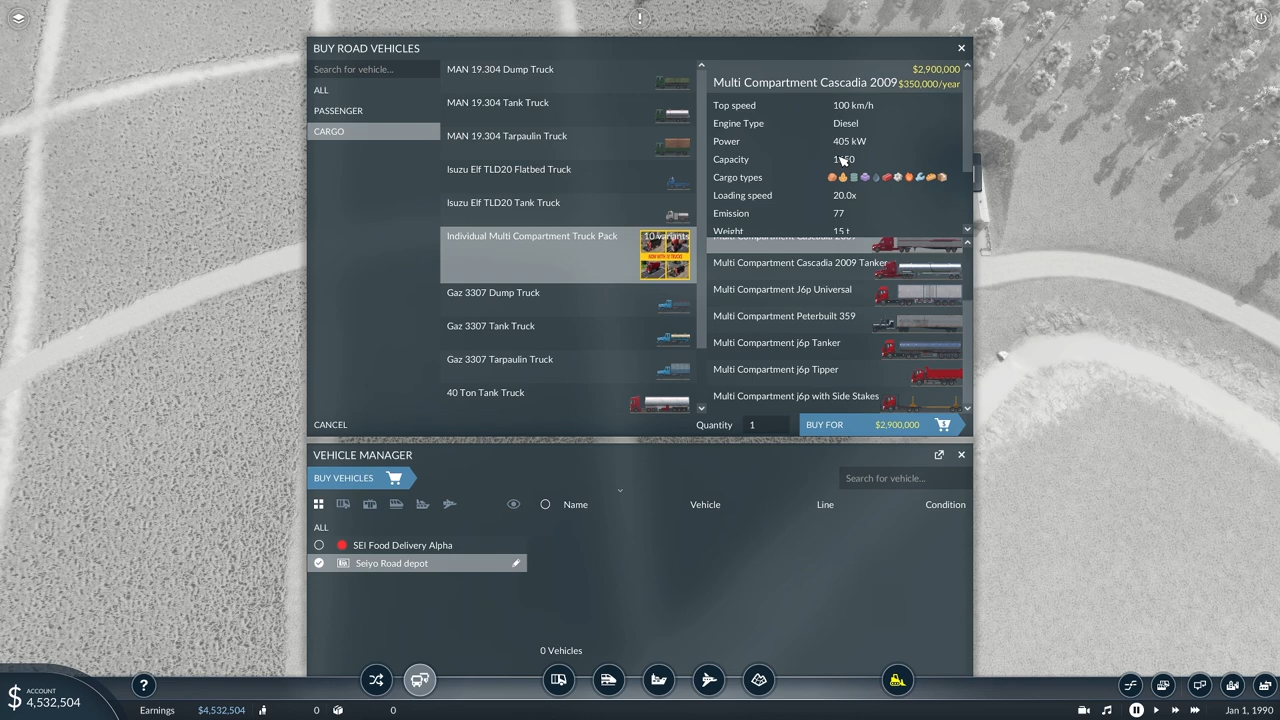 BUY ROAD VEHICLES
Search for vehicle...
ALL
PASSENGER
CARGO
MAN 19.304 Dump Truck
MAN 19.304 Tank Truck
MAN 19.304 Tarpaulin Truck
Isuzu Elf TLD20 Flatbed Truck
Isuzu Elf TLD20 Tank Truck
Individual Multi Compartment Truck Pack
10 variants
Gaz 3307 Dump Truck
Gaz 3307 Tank Truck
Gaz 3307 Tarpaulin Truck
40 Ton Tank Truck
$2,900,000
Multi Compartment Cascadia 2009
$350,000/year
Top speed 100 km/h
Engine Type Diesel
Power 405 kW
Capacity
Cargo types
Loading speed 20.0x
Emission 77
Weight 15 t
Multi Compartment Cascadia 2009
Multi Compartment Cascadia 2009 Tanker
Multi Compartment J6p Universal
Multi Compartment Peterbuilt 359
Multi Compartment j6p Tanker
Multi Compartment j6p Tipper
Multi Compartment j6p with Side Stakes
CANCEL
Quantity 1
BUY FOR $2,900,000
VEHICLE MANAGER
BUY VEHICLES
Search for vehicle...
Name Vehicle Line Condition
ALL
SEI Food Delivery Alpha
Seiyo Road depot
0 Vehicles
?
$ ACCOUNT
4,532,504
Earnings $4,532,504 0 0
Jan 1, 1990